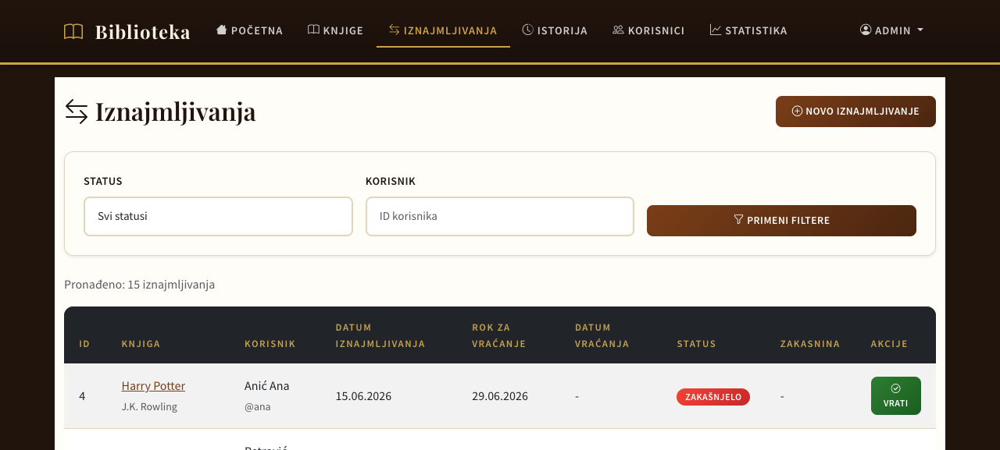 Biblioteka
POČETNA
KNJIGE
IZNAJMLJIVANJA
ISTORIJA
KORISNICI
STATISTIKA
ADMIN
Iznajmljivanja
NOVO IZNAJMLJIVANJE
STATUS
KORISNIK
Svi statusi
ID korisnika
PRIMENI FILTERE
Pronađeno: 15 iznajmljivanja
ID
KNJIGA
KORISNIK
DATUM
IZNAJMLJIVANJA
ROK ZA
VRAĆANJE
DATUM
VRAĆANJA
STATUS
ZAKASNINA
AKCIJE
4
Harry Potter
J.K. Rowling
Anić Ana
@ana
15.06.2026
29.06.2026
-
ZAKAŠNJELO
-
VRATI